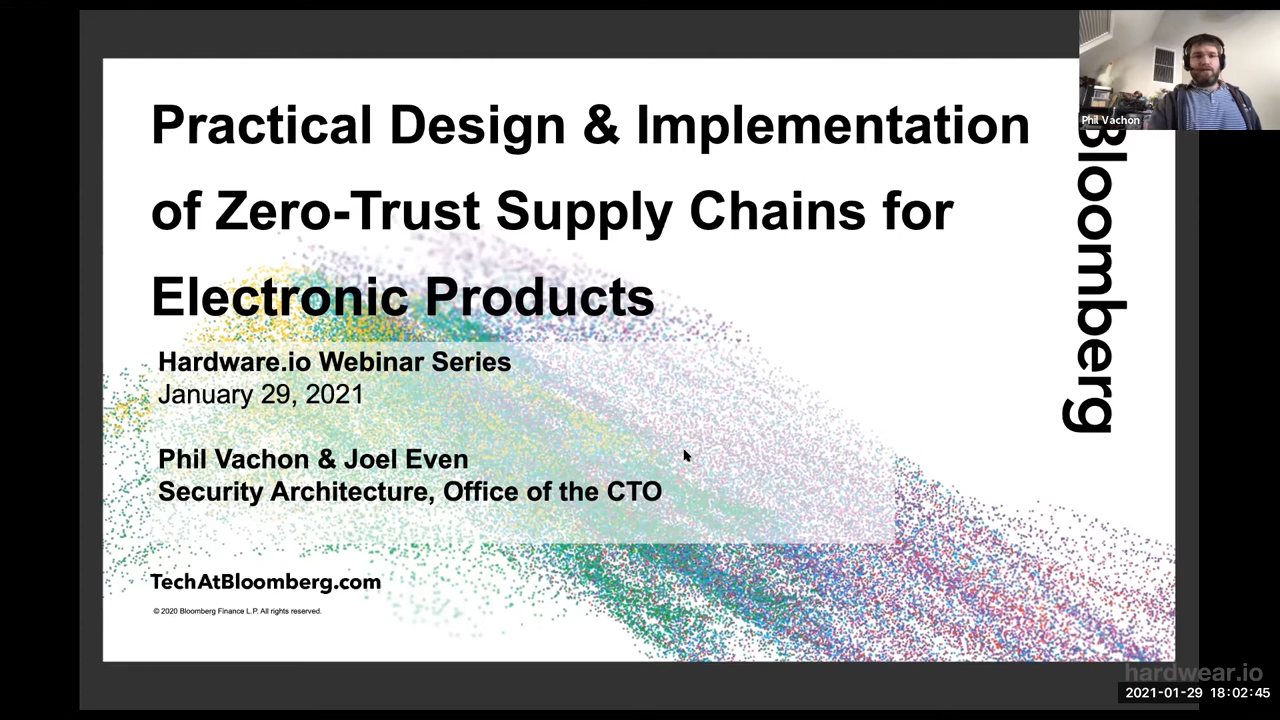 Practical Design & Implementation
of Zero-Trust Supply Chains for
Electronic Products
Hardware.io Webinar Series
January 29, 2021
Phil Vachon & Joel Even
Security Architecture, Office of the CTO
TechAtBloomberg.com
© 2020 Bloomberg Finance L.P. All rights reserved.
Bloomberg
Phil Vachon
hardwear.io
2021-01-29 18:02:45